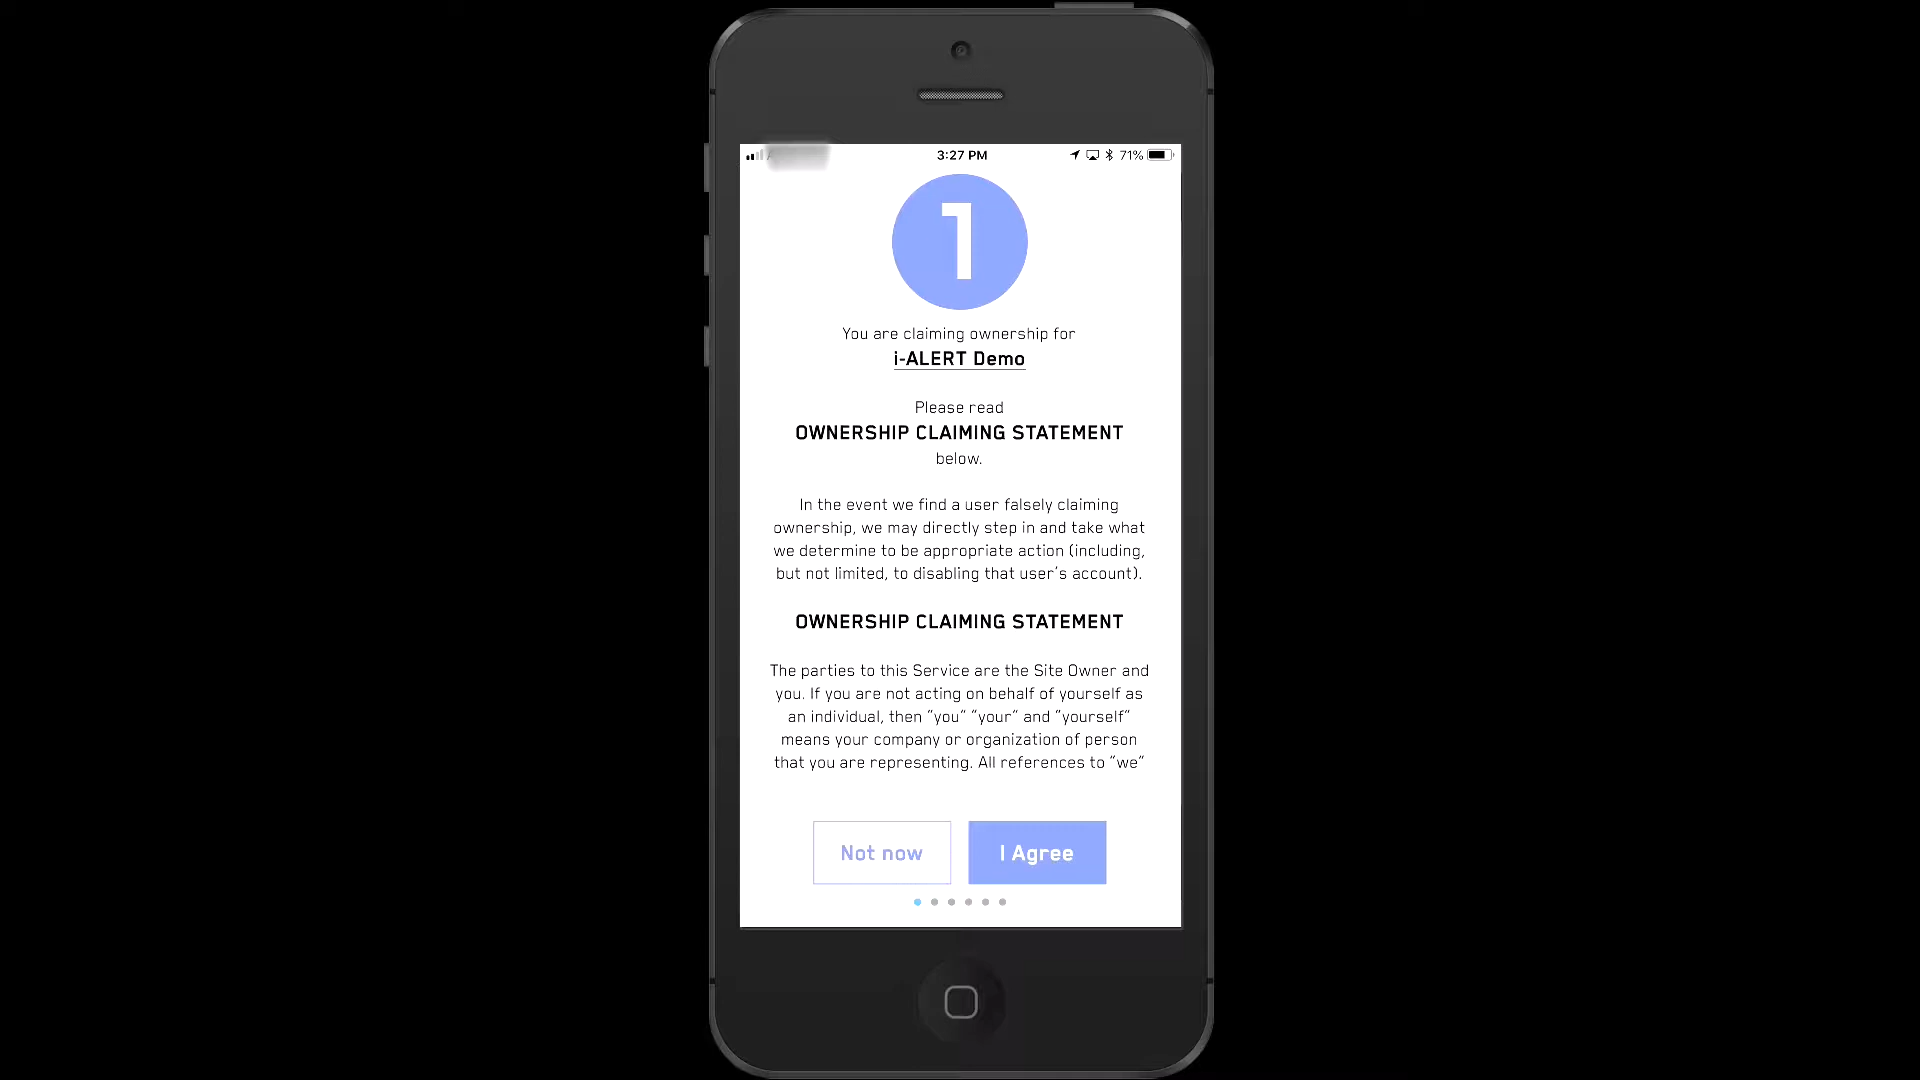 3:27 PM
71%
1
You are claiming ownership for
i-ALERT Demo
Please read
OWNERSHIP CLAIMING STATEMENT
below.
In the event we find a user falsely claiming
ownership, we may directly step in and take what
we determine to be appropriate action (including,
but not limited, to disabling that user's account).
OWNERSHIP CLAIMING STATEMENT
The parties to this Service are the Site Owner and
you. If you are not acting on behalf of yourself as
an individual, then "you" "your" and "yourself"
means your company or organization of person
that you are representing. All references to "we"
Not now
I Agree